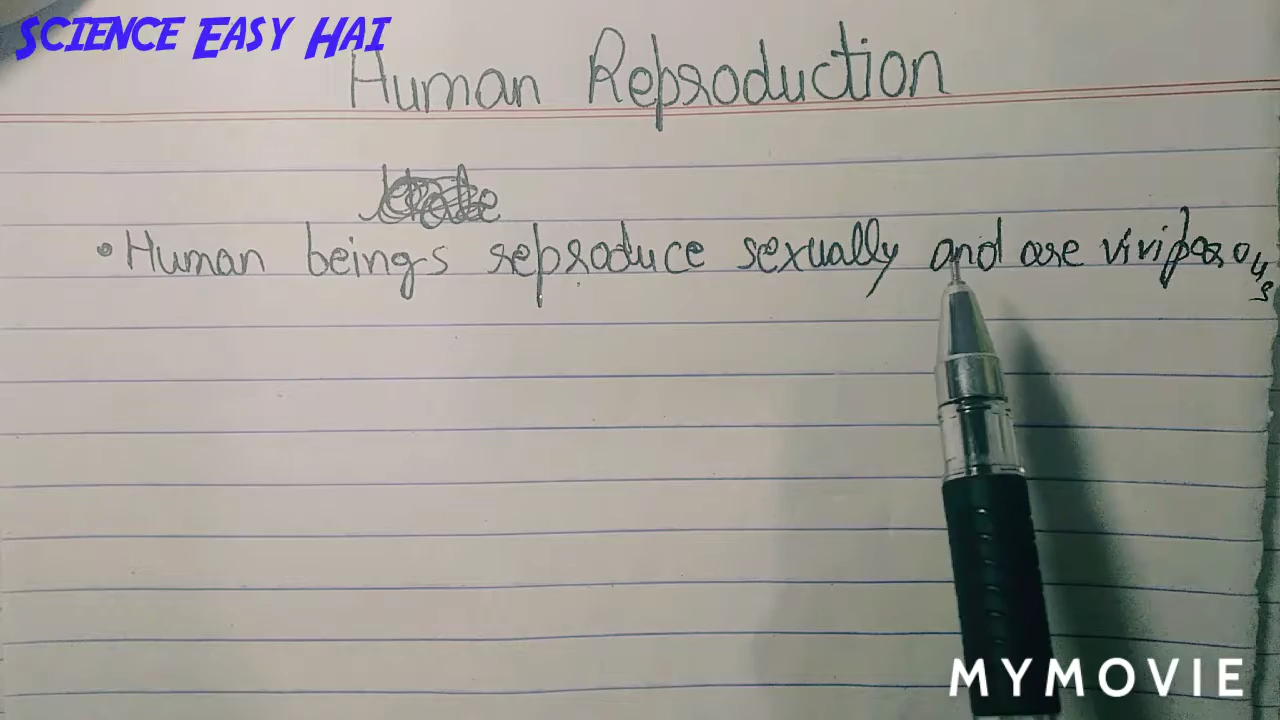 SCIENCE EASY HAI
Human Reproduction
• Human beings reproduce sexually and are viviparous
MYMOVIE